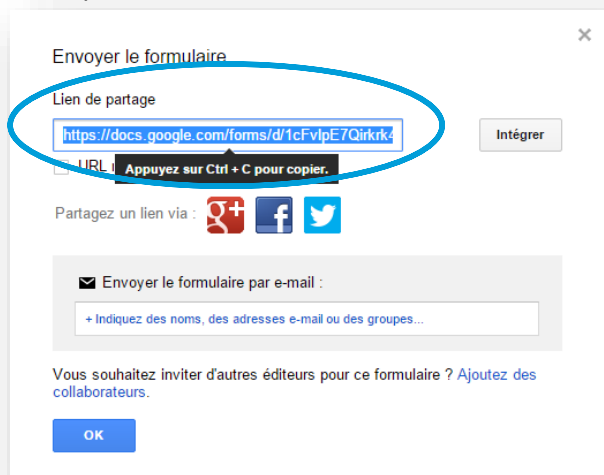 Envoyer le formulaire
Lien de partage
https://docs.google.com/forms/d/1cFvIpE7Qirkrk4
Intégrer
URL
Appuyez sur Ctrl + C pour copier.
Partagez un lien via :
Envoyer le formulaire par e-mail :
+ Indiquez des noms, des adresses e-mail ou des groupes...
Vous souhaitez inviter d'autres éditeurs pour ce formulaire ? Ajoutez des
collaborateurs.
OK